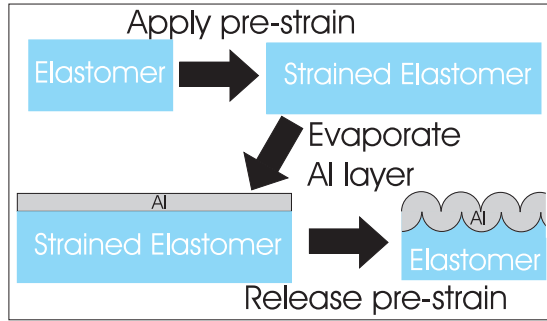 Apply pre-strain
Elastomer
Strained Elastomer
Evaporate
Al layer
Al
Strained Elastomer
Al
Elastomer
Release pre-strain